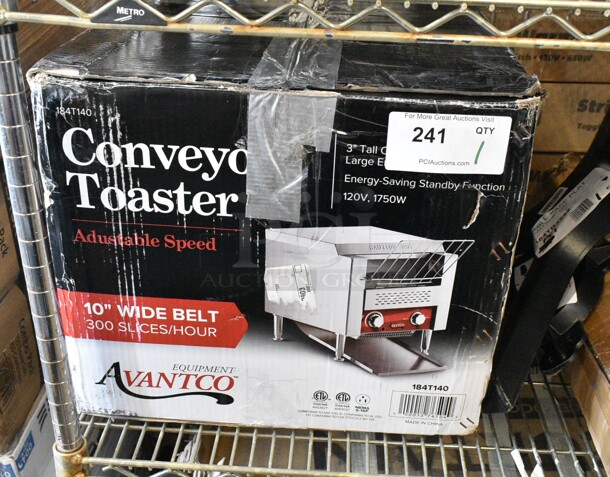 METRO
184T140
Conveyo
Toaster
Adustable Speed
3" Tall
Large
Energy-Saving Standby Function
120V, 1750W
For More Great Auctions Visit
241
QTY
1
PCIAuctions.com
10" WIDE BELT
300 SLICES/HOUR
EQUIPMENT
AVANTCO
184T140
MADE IN CHINA